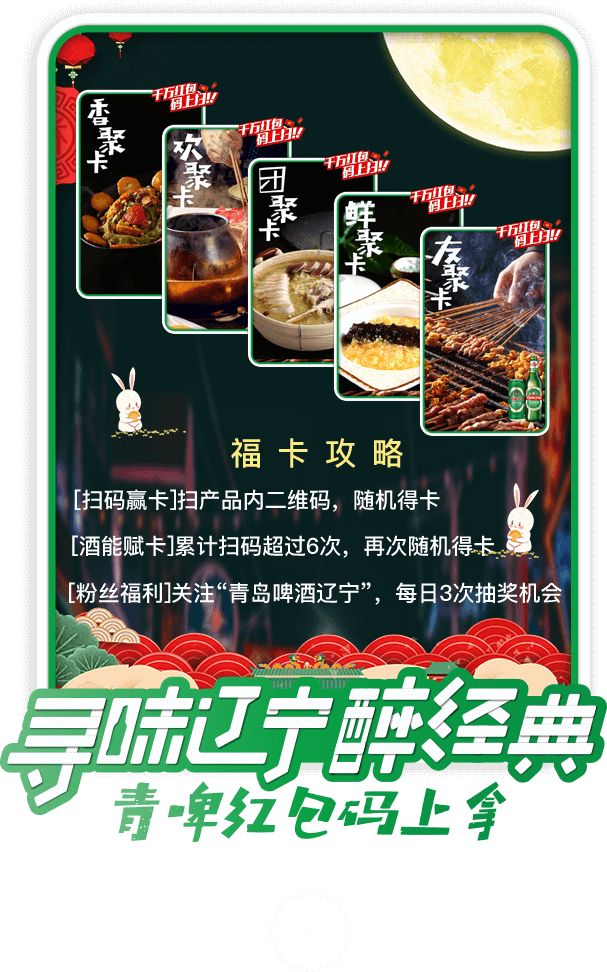 香聚卡
千万红包
码上扫!!
欢聚卡
千万红包
码上扫!!
团聚卡
千万红包
码上扫!!
鲜聚卡
千万红包
码上扫!!
友聚卡
千万红包
码上扫!!
福卡攻略
[扫码赢卡]扫产品内二维码，随机得卡
[酒能赋卡]累计扫码超过6次，再次随机得卡
[粉丝福利]关注“青岛啤酒辽宁”，每日3次抽奖机会
寻味辽宁醉经典
青啤红包码上拿